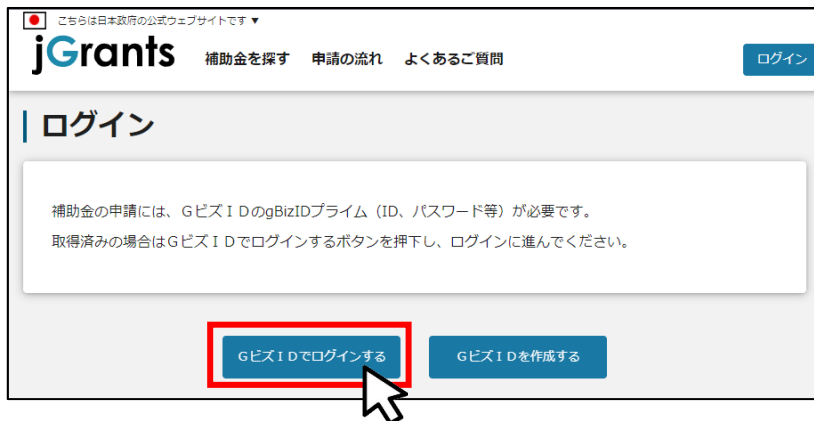 こちらは日本政府の公式ウェブサイトです ▼
jGrants 補助金を探す 申請の流れ よくあるご質問 ログイン
ログイン
補助金の申請には、GビズIDのgBizIDプライム（ID、パスワード等）が必要です。
取得済みの場合はGビズIDでログインするボタンを押下し、ログインに進んでください。
GビズIDでログインする GビズIDを作成する